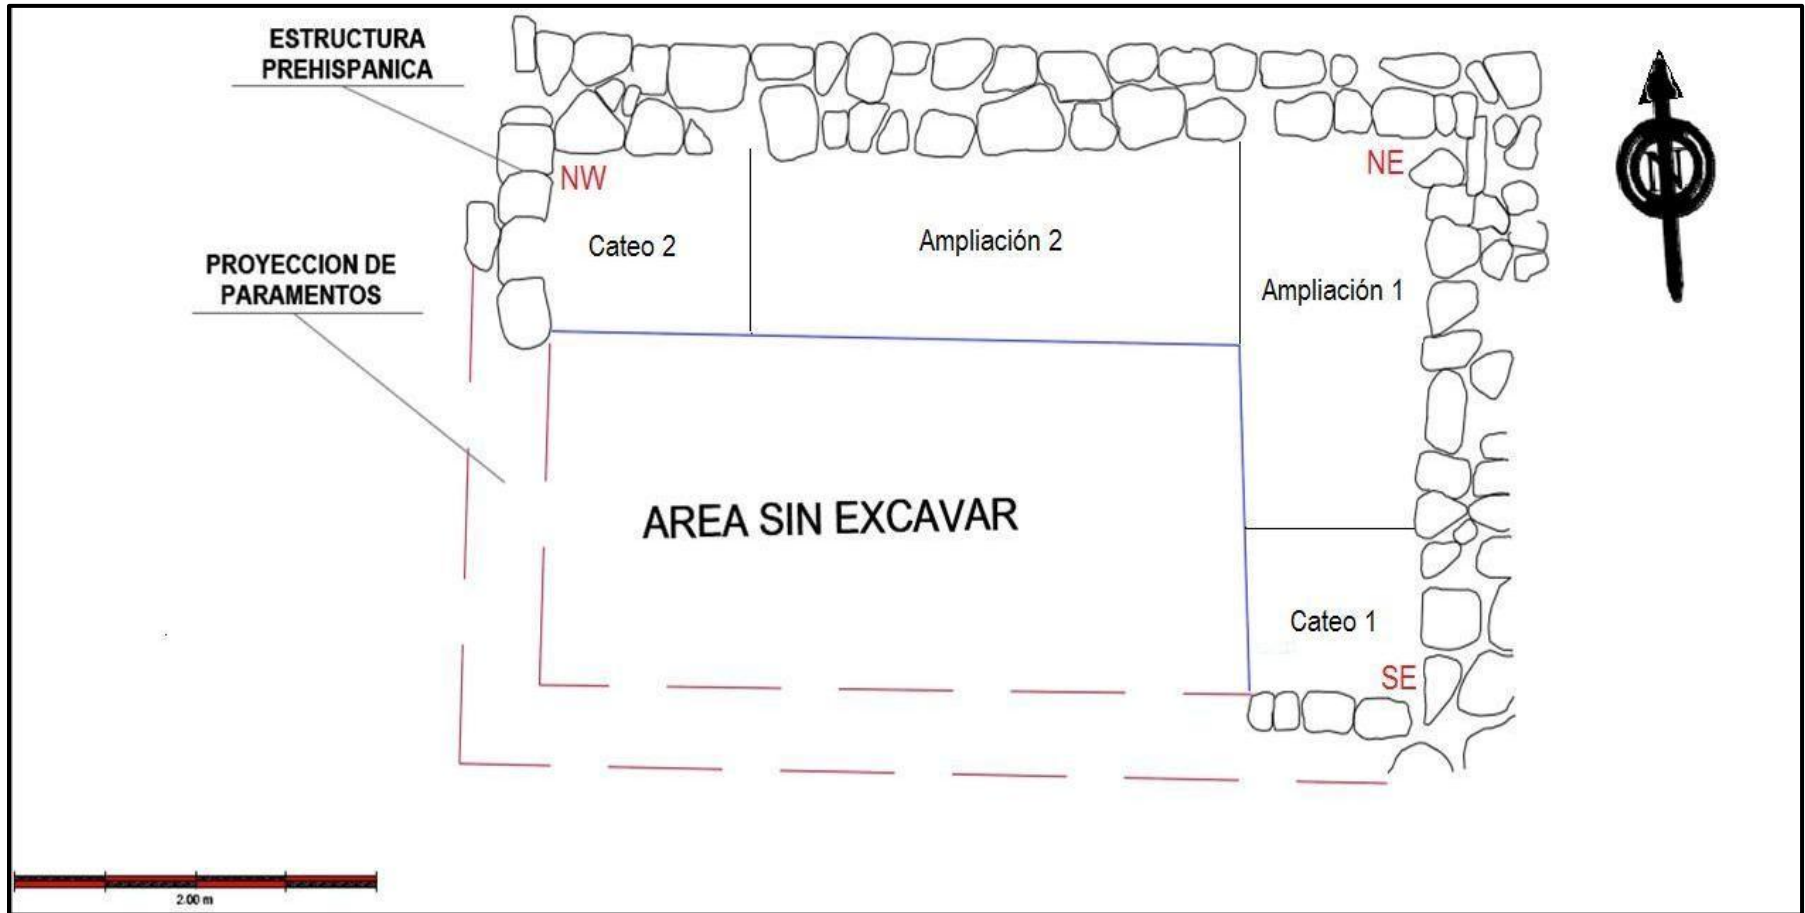 ESTRUCTURA
PREHISPANICA
NW
NE
N
Cateo 2
Ampliación 2
Ampliación 1
PROYECCION DE
PARAMENTOS
AREA SIN EXCAVAR
Cateo 1
SE
2.00 m